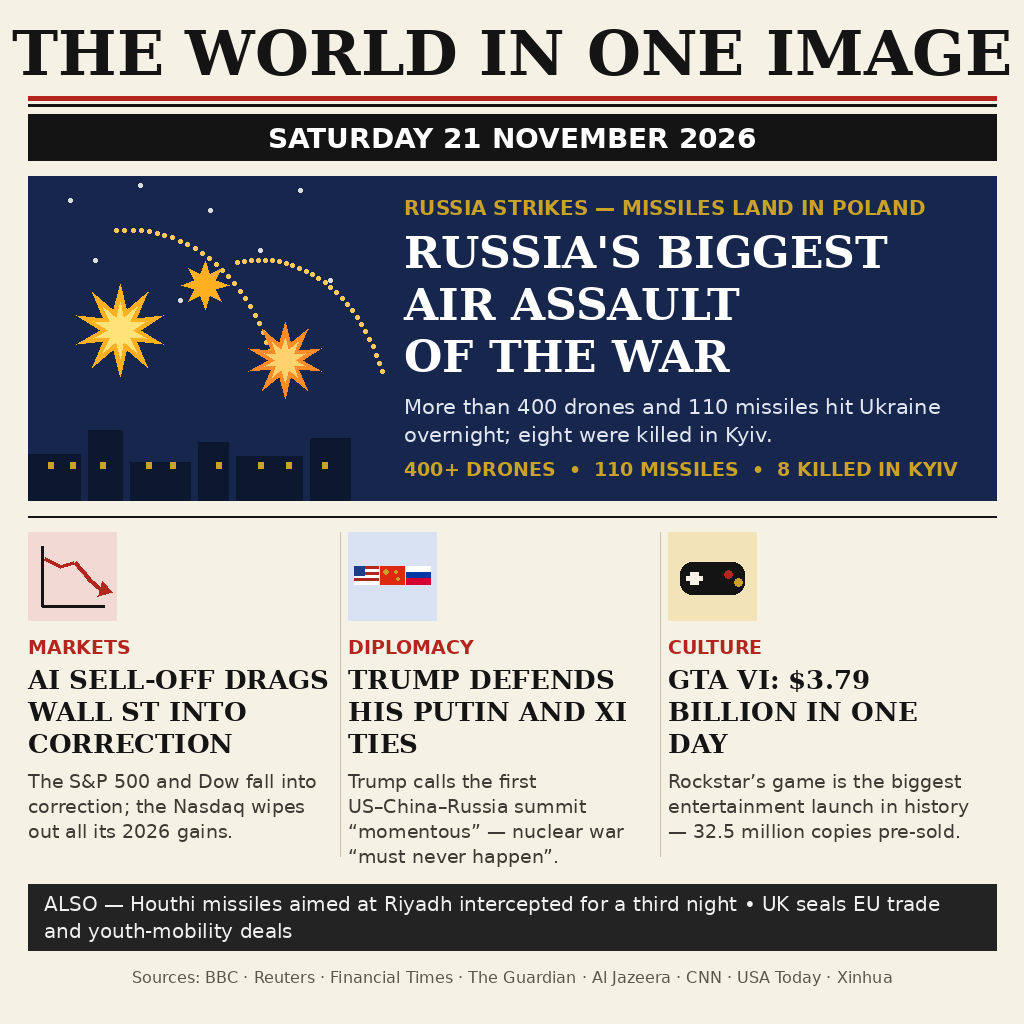 THE WORLD IN ONE IMAGE
SATURDAY 21 NOVEMBER 2026
RUSSIA STRIKES — MISSILES LAND IN POLAND
RUSSIA'S BIGGEST
AIR ASSAULT
OF THE WAR
More than 400 drones and 110 missiles hit Ukraine
overnight; eight were killed in Kyiv.
400+ DRONES • 110 MISSILES • 8 KILLED IN KYIV
MARKETS
AI SELL-OFF DRAGS
WALL ST INTO
CORRECTION
The S&P 500 and Dow fall into
correction; the Nasdaq wipes
out all its 2026 gains.
DIPLOMACY
TRUMP DEFENDS
HIS PUTIN AND XI
TIES
Trump calls the first
US–China–Russia summit
“momentous” — nuclear war
“must never happen”.
CULTURE
GTA VI: $3.79
BILLION IN ONE
DAY
Rockstar’s game is the biggest
entertainment launch in history
— 32.5 million copies pre-sold.
ALSO — Houthi missiles aimed at Riyadh intercepted for a third night • UK seals EU trade
and youth-mobility deals
Sources: BBC · Reuters · Financial Times · The Guardian · Al Jazeera · CNN · USA Today · Xinhua